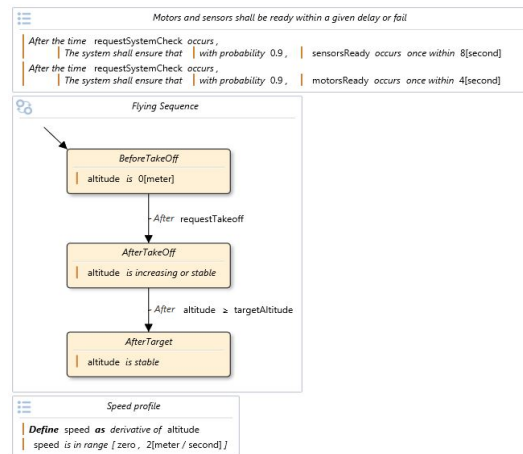 Motors and sensors shall be ready within a given delay or fail
After the time requestSystemCheck occurs ,
The system shall ensure that with probability 0.9 , sensorsReady occurs once within 8[second]
After the time requestSystemCheck occurs ,
The system shall ensure that with probability 0.9 , motorsReady occurs once within 4[second]
Flying Sequence
BeforeTakeOff
altitude is 0[meter]
After requestTakeoff
AfterTakeOff
altitude is increasing or stable
After altitude ≥ targetAltitude
AfterTarget
altitude is stable
Speed profile
Define speed as derivative of altitude
speed is in range [ zero , 2[meter / second] ]